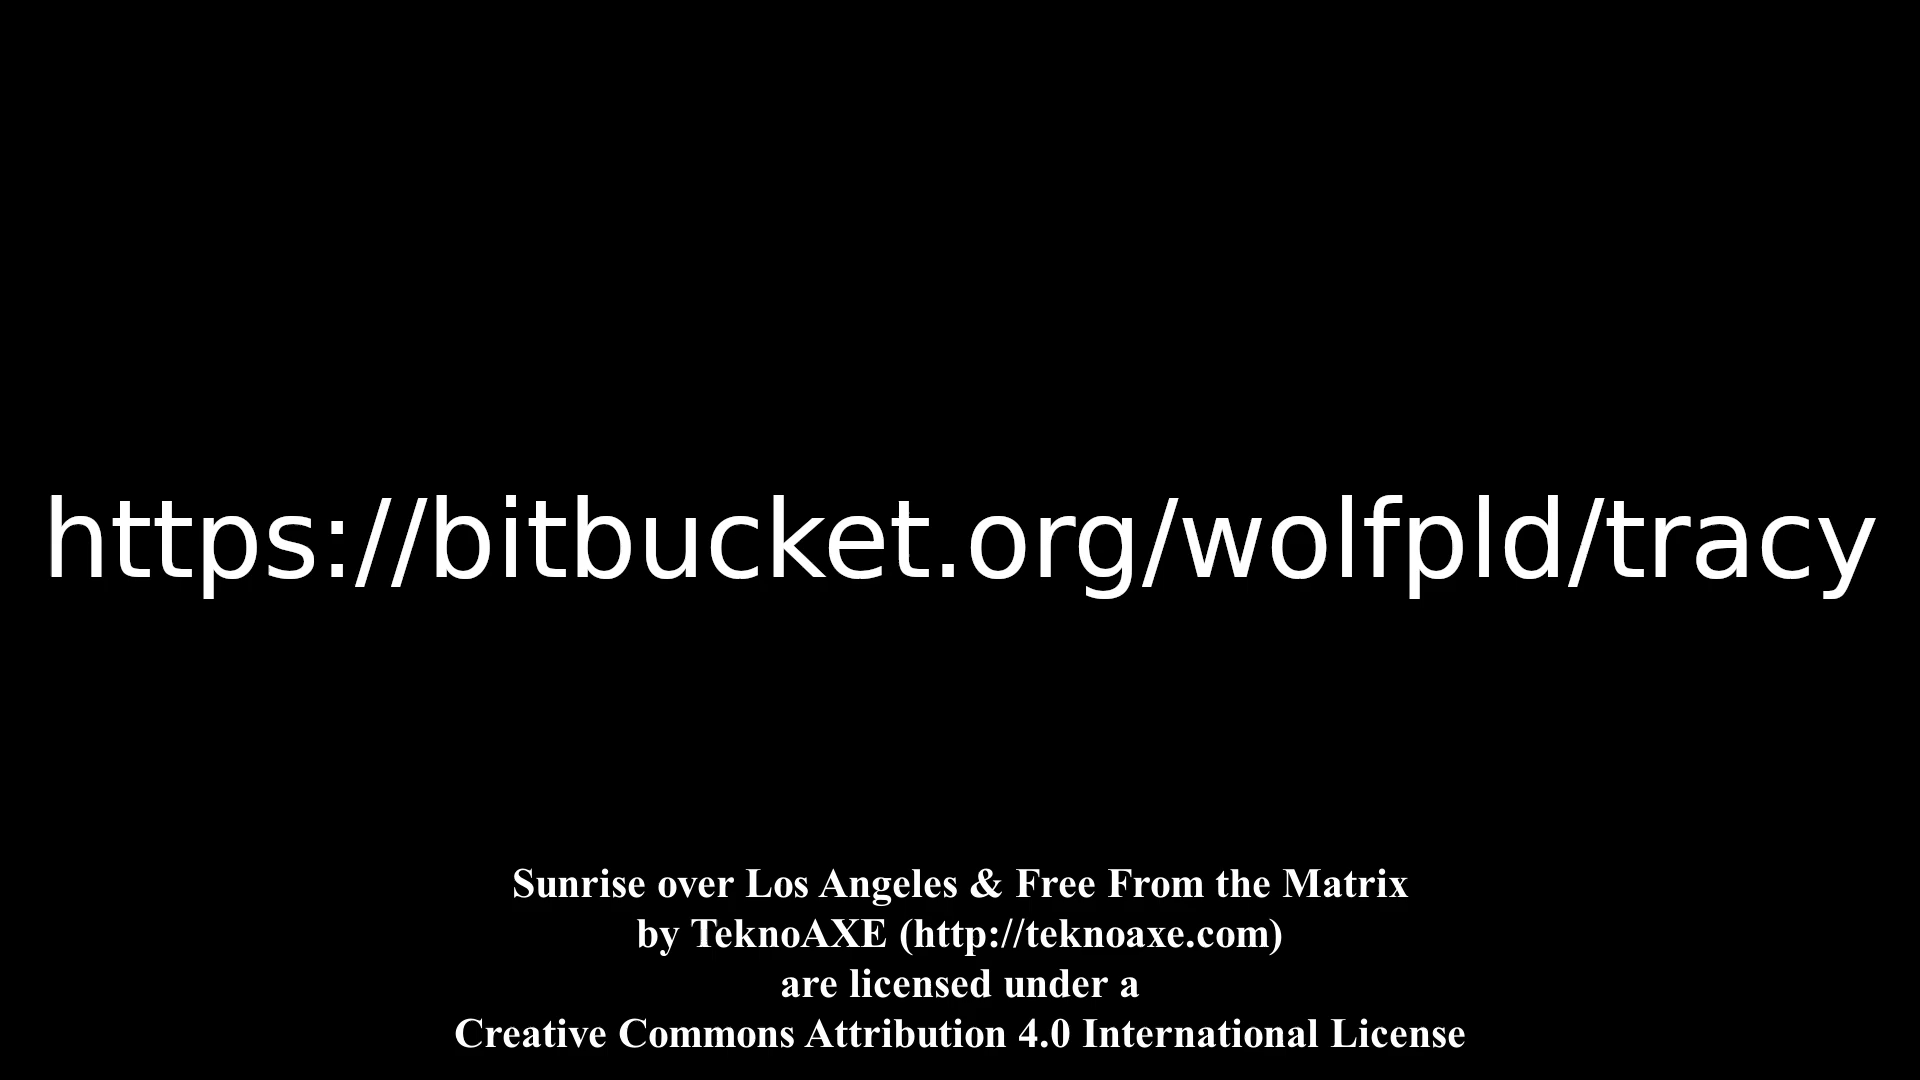 https://bitbucket.org/wolfpld/tracy
Sunrise over Los Angeles & Free From the Matrix
by TeknoAXE (http://teknoaxe.com)
are licensed under a
Creative Commons Attribution 4.0 International License